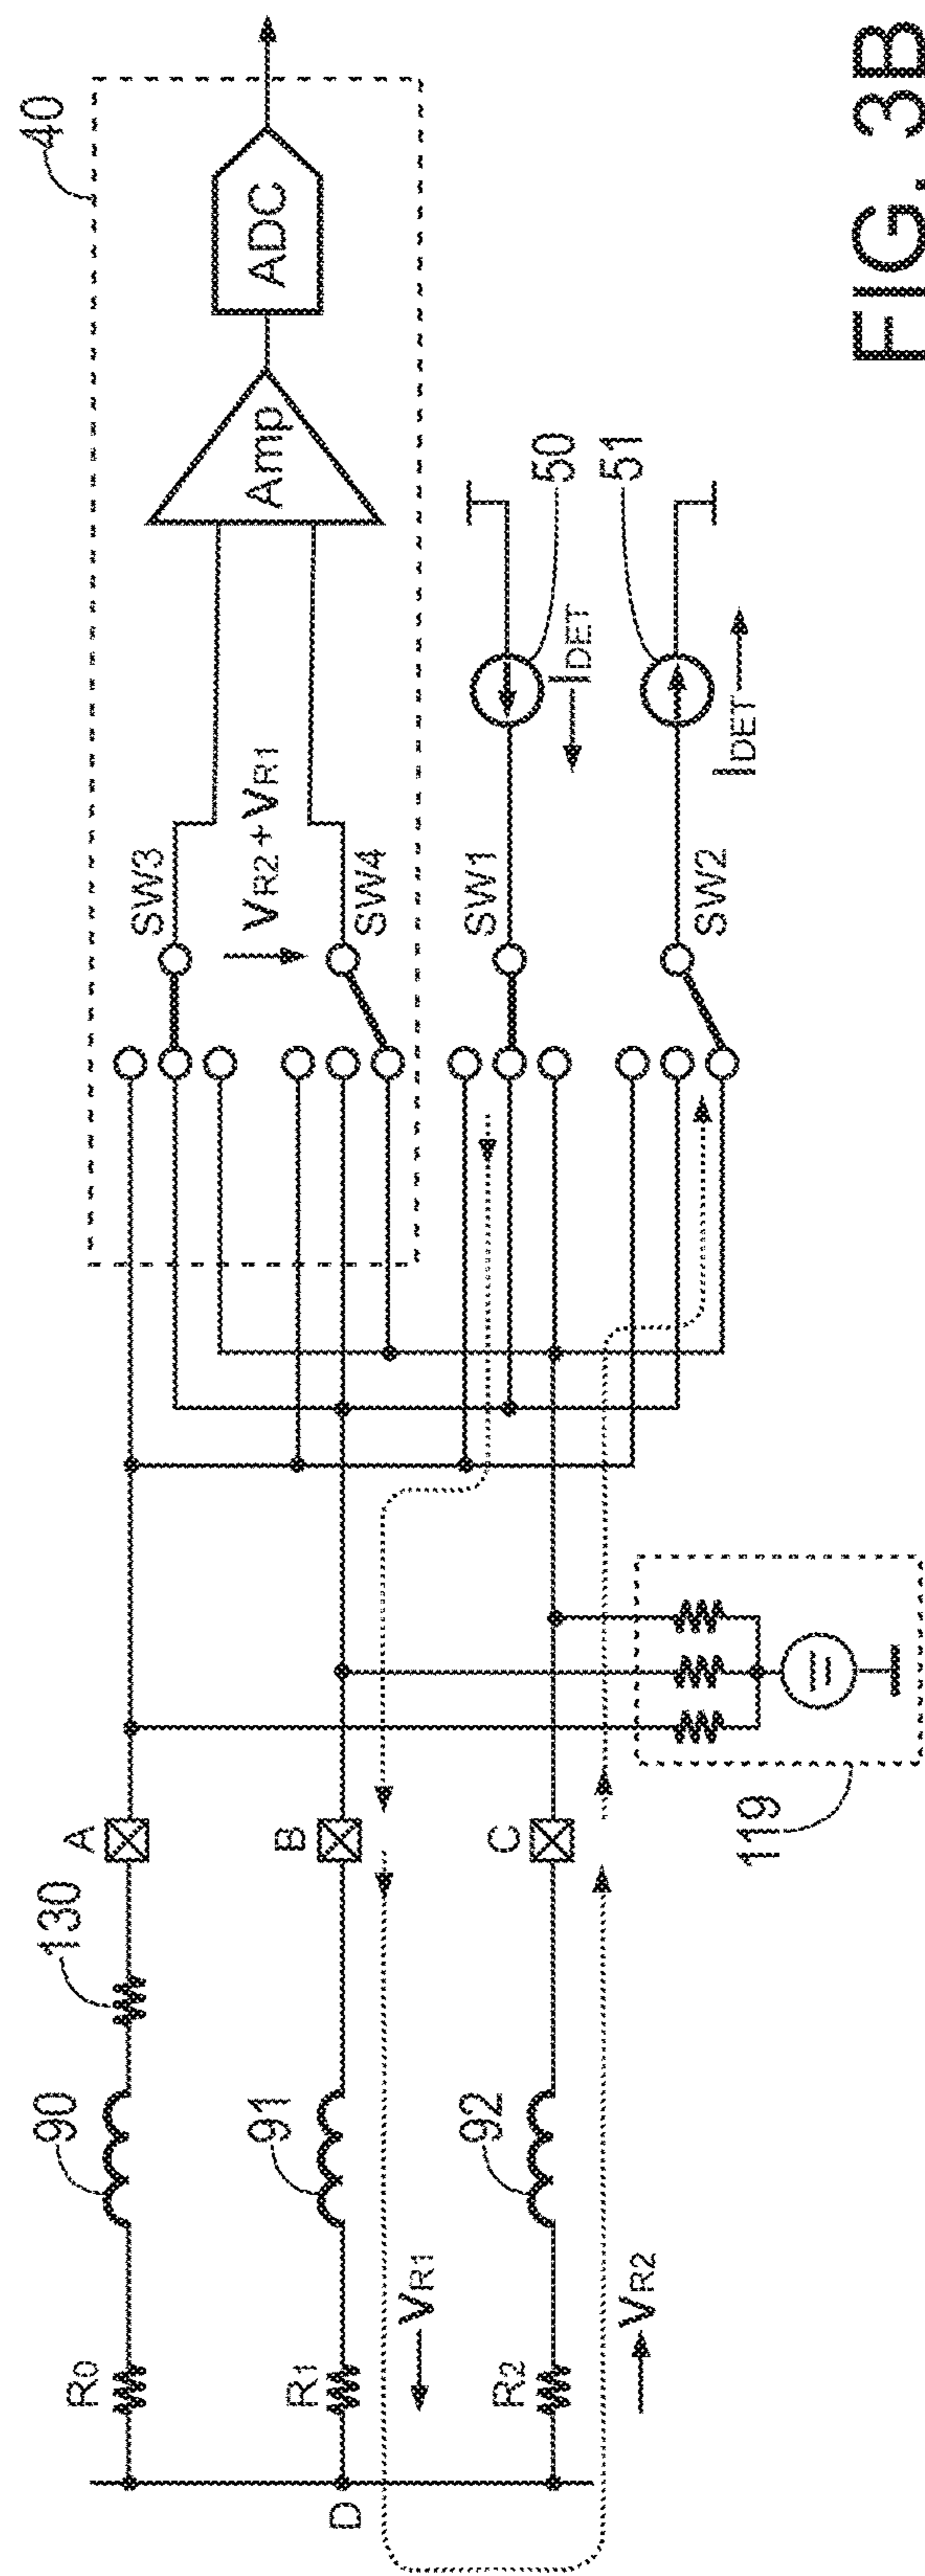 40
ADC
Amp
SW3
VR2+VR1
SW4
SW1
SW2
50
IDET
51
IDET
A
B
C
130
119
90
91
92
R0
R1
R2
VR1
VR2
D
FIG. 3B